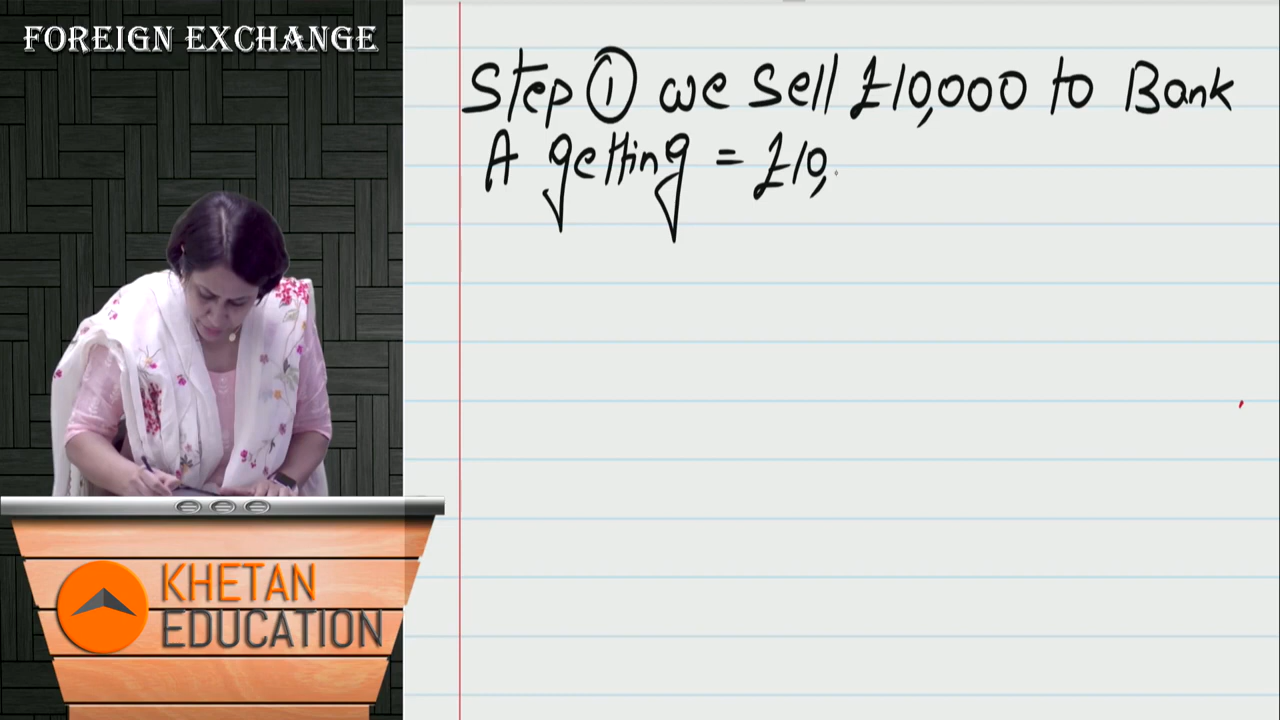 FOREIGN EXCHANGE
Step ① we sell £10,000 to Bank
A getting = £10,
KHETAN
EDUCATION